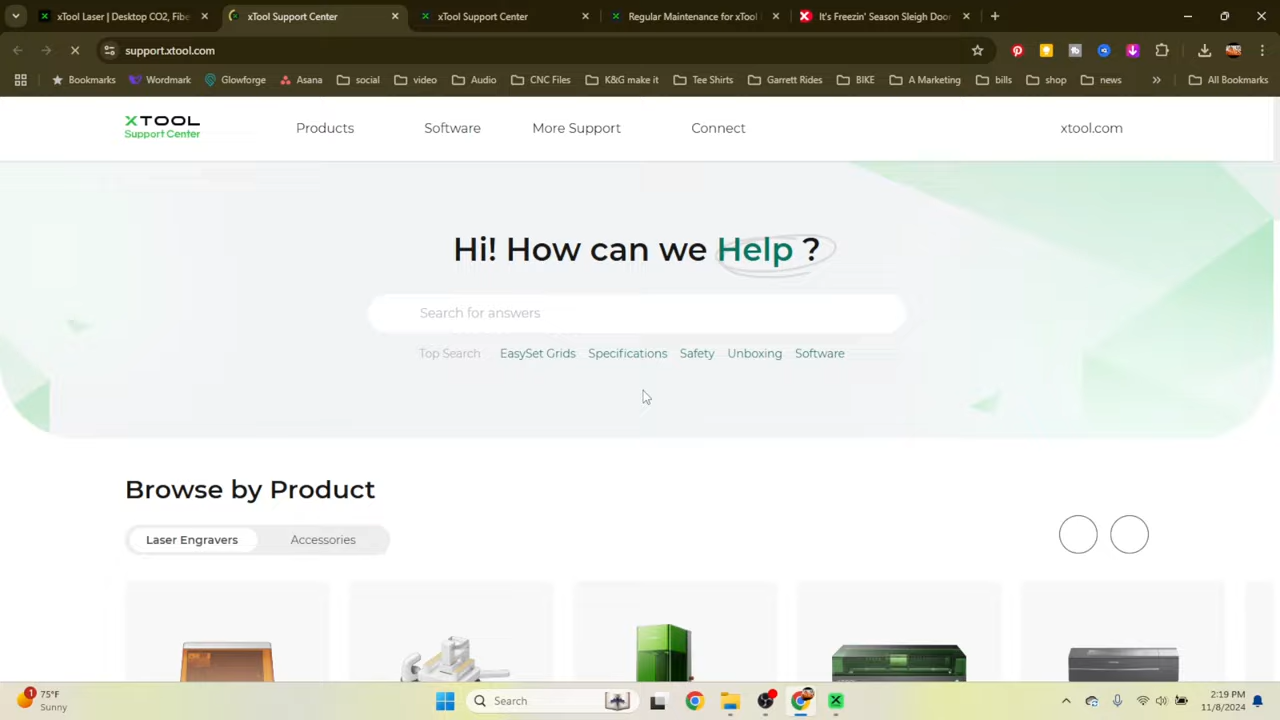 xTool Laser | Desktop CO2, Fibe
xTool Support Center
xTool Support Center
Regular Maintenance for xTool
It's Freezin' Season Sleigh Door
support.xtool.com
Bookmarks
Wordmark
Glowforge
Asana
social
video
Audio
CNC Files
K&G make it
Tee Shirts
Garrett Rides
BIKE
A Marketing
bills
shop
news
All Bookmarks
XTOOL
Support Center
Products
Software
More Support
Connect
xtool.com
Hi! How can we Help ?
Search for answers
Top Search EasySet Grids Specifications Safety Unboxing Software
Browse by Product
Laser Engravers
Accessories
1
75°F
Sunny
Search
2:19 PM
11/8/2024